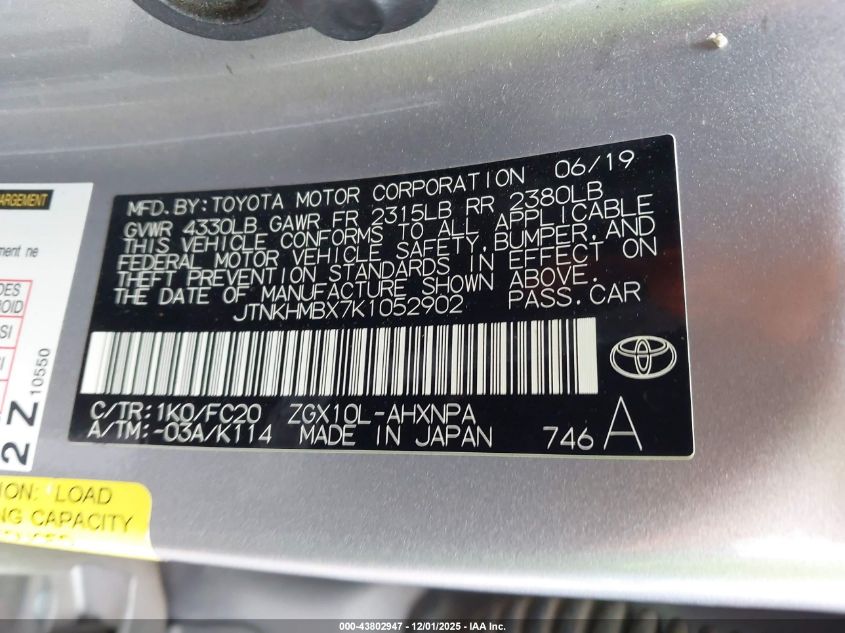 MFD.BY:TOYOTA MOTOR CORPORATION 06/19
GVWR 4330LB GAWR FR 2315LB RR 2380LB
THIS VEHICLE CONFORMS TO ALL APPLICABLE
FEDERAL MOTOR VEHICLE SAFETY,BUMPER,AND
THEFT PREVENTION STANDARDS IN EFFECT ON
THE DATE OF MANUFACTURE SHOWN ABOVE.
JTNKHMBX7K1052902 PASS.CAR
C/TR:1K0/FC20 ZGX10L-AHXNPA
A/TM:-03A/K114 MADE IN JAPAN 746 A
2Z 10550
LOAD
CAPACITY
000-43802947 - 12/01/2025 - IAA Inc.